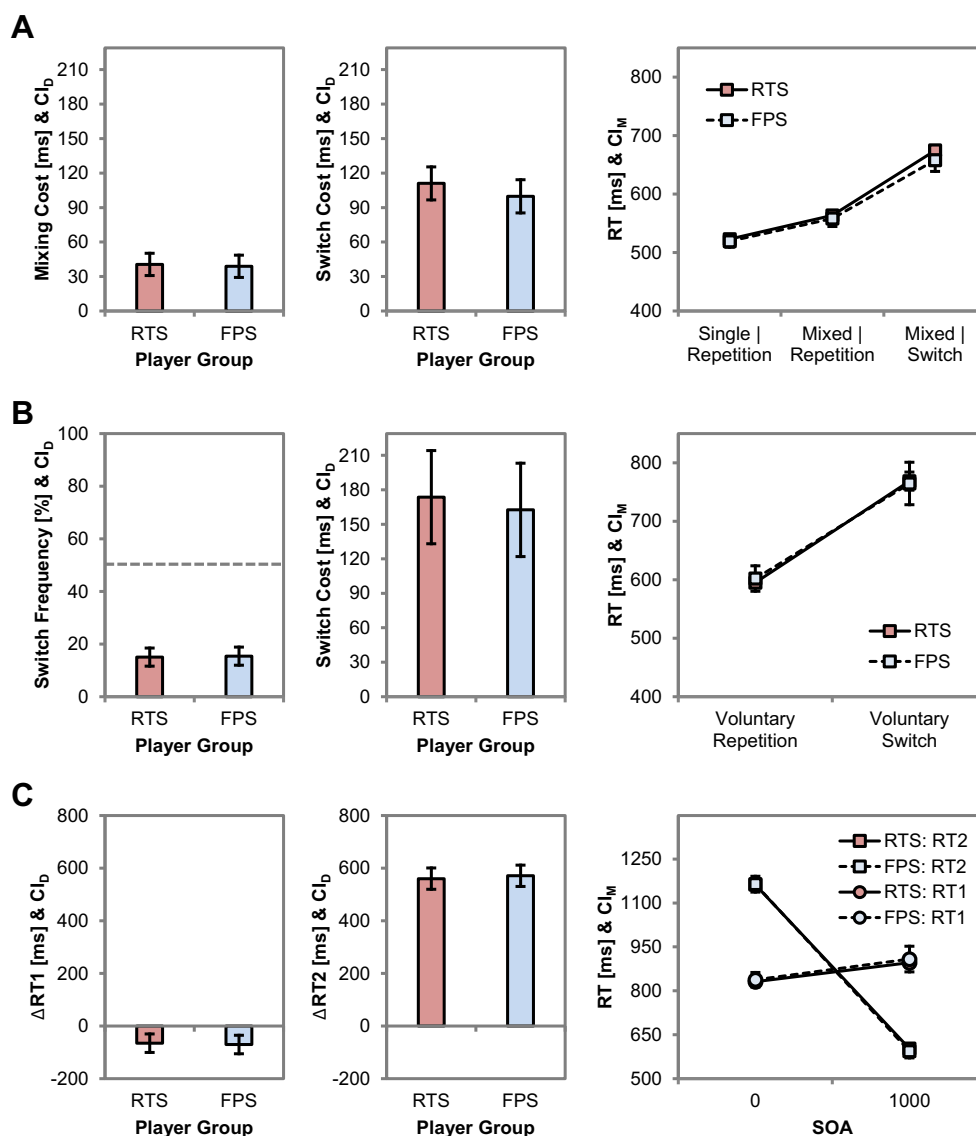 A
Mixing Cost [ms] & CID
210
180
150
120
90
60
30
0
RTS FPS
Player Group
Switch Cost [ms] & CID
210
180
150
120
90
60
30
0
RTS FPS
Player Group
RT [ms] & CIM
800
700
600
500
400
RTS
FPS
Single | Mixed | Mixed |
Repetition Repetition Switch
B
Switch Frequency [%] & CID
100
80
60
40
20
0
RTS FPS
Player Group
Switch Cost [ms] & CID
210
180
150
120
90
60
30
0
RTS FPS
Player Group
RT [ms] & CIM
800
700
600
500
400
RTS
FPS
Voluntary Voluntary
Repetition Switch
C
ΔRT1 [ms] & CID
800
600
400
200
0
-200
RTS FPS
Player Group
ΔRT2 [ms] & CID
800
600
400
200
0
-200
RTS FPS
Player Group
RT [ms] & CIM
1250
1100
950
800
650
500
RTS: RT2
FPS: RT2
RTS: RT1
FPS: RT1
0 1000
SOA